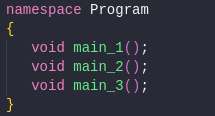 namespace Program
{
    void main_1();
    void main_2();
    void main_3();
}